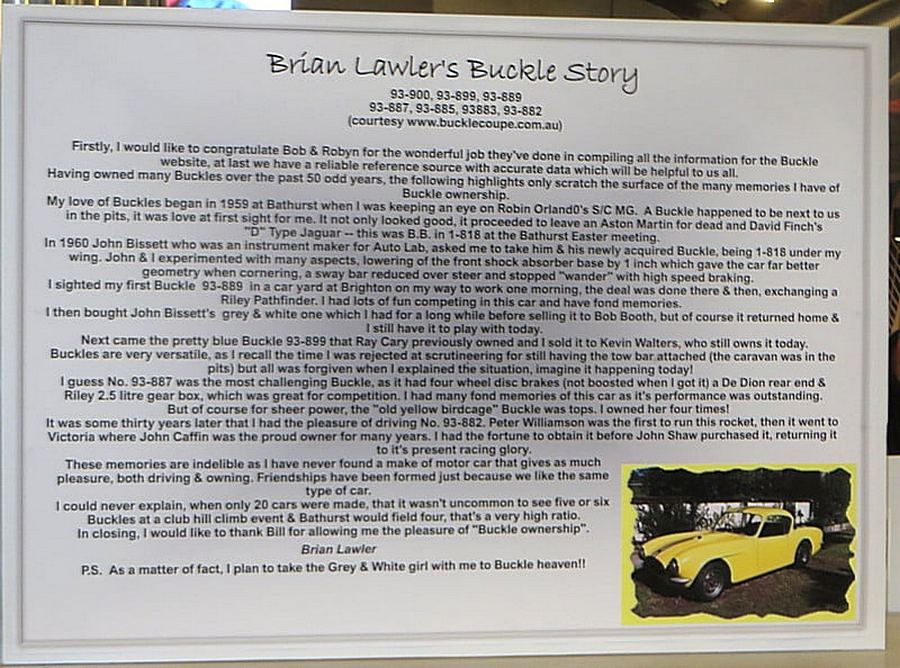 Brian Lawler's Buckle Story
93-900, 93-899, 93-889
93-887, 93-885, 93883, 93-882
(courtesy www.bucklecoupe.com.au)
Firstly, I would like to congratulate Bob & Robyn for the wonderful job they've done in compiling all the information for the Buckle
website, at last we have a reliable reference source with accurate data which will be helpful to us all.
Having owned many Buckles over the past 50 odd years, the following highlights only scratch the surface of the many memories I have of
Buckle ownership.
My love of Buckles began in 1959 at Bathurst when I was keeping an eye on Robin Orland0's S/C MG. A Buckle happened to be next to us
in the pits, it was love at first sight for me. It not only looked good, it proceeded to leave an Aston Martin for dead and David Finch's
"D" Type Jaguar -- this was B.B. in 1-818 at the Bathurst Easter meeting.
In 1960 John Bissett who was an instrument maker for Auto Lab, asked me to take him & his newly acquired Buckle, being 1-818 under my
wing. John & I experimented with many aspects, lowering of the front shock absorber base by 1 inch which gave the car far better
geometry when cornering, a sway bar reduced over steer and stopped "wander" with high speed braking.
I sighted my first Buckle 93-889 in a car yard at Brighton on my way to work one morning, the deal was done there & then, exchanging a
Riley Pathfinder. I had lots of fun competing in this car and have fond memories.
I then bought John Bissett's grey & white one which I had for a long while before selling it to Bob Booth, but of course it returned home &
I still have it to play with today.
Next came the pretty blue Buckle 93-899 that Ray Cary previously owned and I sold it to Kevin Walters, who still owns it today.
Buckles are very versatile, as I recall the time I was rejected at scrutineering for still having the tow bar attached (the caravan was in the
pits) but all was forgiven when I explained the situation, imagine it happening today!
I guess No. 93-887 was the most challenging Buckle, as it had four wheel disc brakes (not boosted when I got it) a De Dion rear end &
Riley 2.5 litre gear box, which was great for competition. I had many fond memories of this car as it's performance was outstanding.
But of course for sheer power, the "old yellow birdcage" Buckle was tops. I owned her four times!
It was some thirty years later that I had the pleasure of driving No. 93-882. Peter Williamson was the first to run this rocket, then it went to
Victoria where John Caffin was the proud owner for many years. I had the fortune to obtain it before John Shaw purchased it, returning it
to it's present racing glory.
These memories are indelible as I have never found a make of motor car that gives as much
pleasure, both driving & owning. Friendships have been formed just because we like the same
type of car.
I could never explain, when only 20 cars were made, that it wasn't uncommon to see five or six
Buckles at a club hill climb event & Bathurst would field four, that's a very high ratio.
In closing, I would like to thank Bill for allowing me the pleasure of "Buckle ownership".
Brian Lawler
P.S. As a matter of fact, I plan to take the Grey & White girl with me to Buckle heaven!!